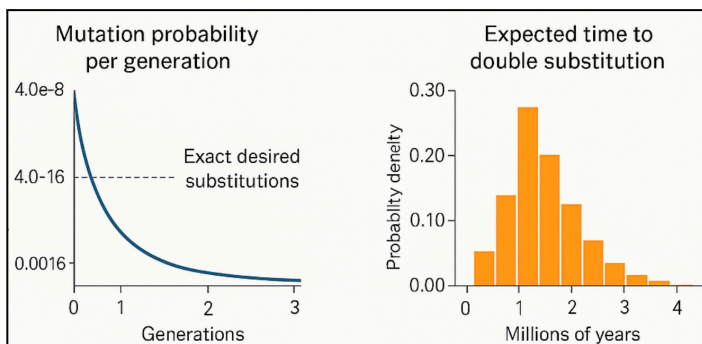 Mutation probability
per generation
4.0e-8
4.0-16
0.0016
Exact desired
substitutions
0
1
2
3
Generations
Expected time to
double substitution
0.30
0.20
0.10
0.00
Probablity denelty
0
1
2
3
4
Millions of years